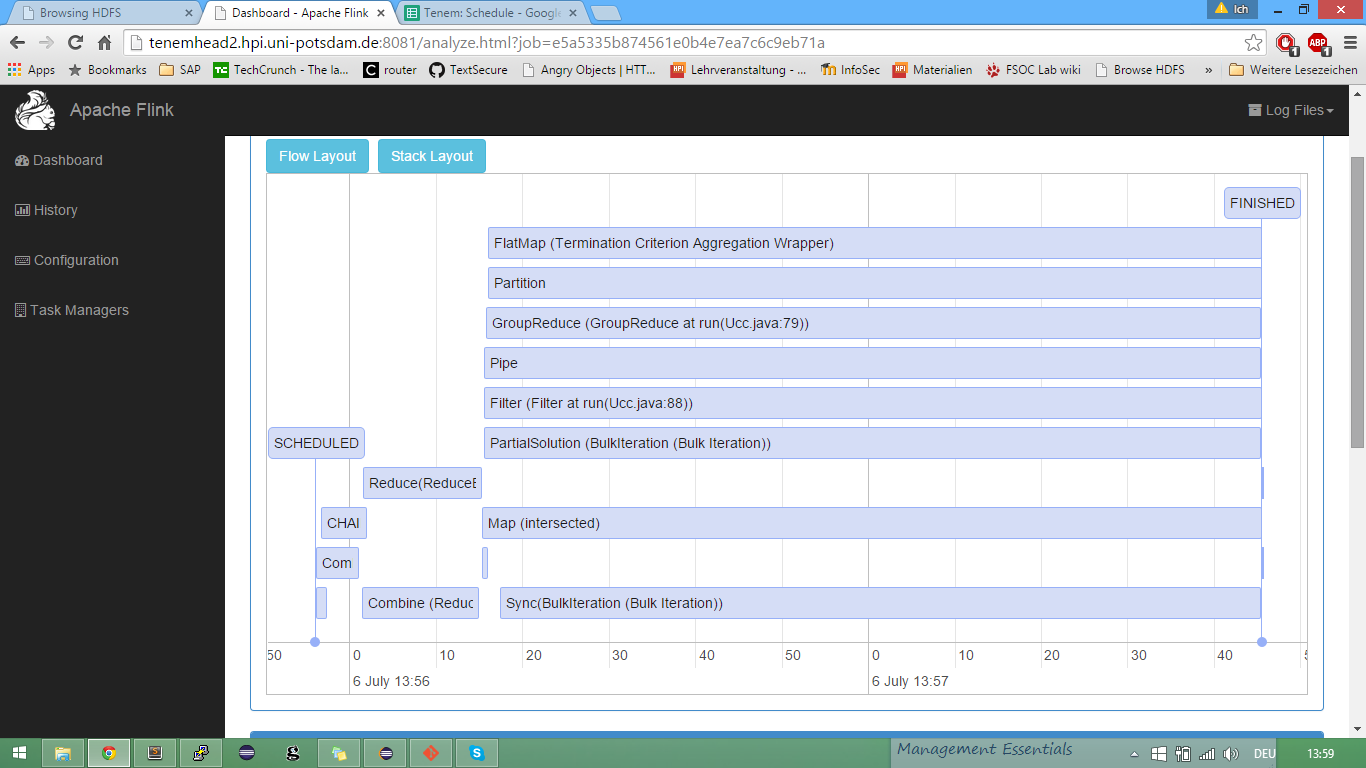 Browsing HDFS
Dashboard - Apache Flink
Tenem: Schedule - Google
Ich
tenemhead2.hpi.uni-potsdam.de:8081/analyze.html?job=e5a5335b874561e0b4e7ea7c6c9eb71a
1
ABP
1
Apps
Bookmarks
SAP
TechCrunch - The la...
router
TextSecure
Angry Objects | HTT...
Lehrveranstaltung - ...
InfoSec
Materialien
FSOC Lab wiki
Browse HDFS
»
Weitere Lesezeichen
Apache Flink
Log Files
Dashboard
History
Configuration
Task Managers
Flow Layout
Stack Layout
FINISHED
FlatMap (Termination Criterion Aggregation Wrapper)
Partition
GroupReduce (GroupReduce at run(Ucc.java:79))
Pipe
Filter (Filter at run(Ucc.java:88))
SCHEDULED
PartialSolution (BulkIteration (Bulk Iteration))
Reduce(ReduceE
CHAI
Map (intersected)
Com
Combine (Reduc
Sync(BulkIteration (Bulk Iteration))
50 0 10 20 30 40 50 0 10 20 30 40
6 July 13:56 6 July 13:57
Management Essentials
DEU
13:59